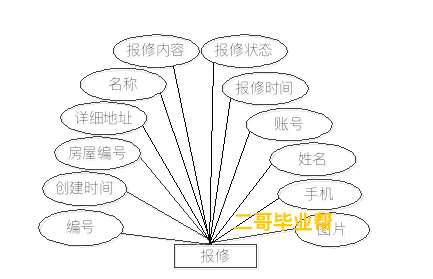 报修内容
报修状态
名称
报修时间
详细地址
账号
房屋编号
姓名
创建时间
手机
编号
二哥毕业帮
图片
报修